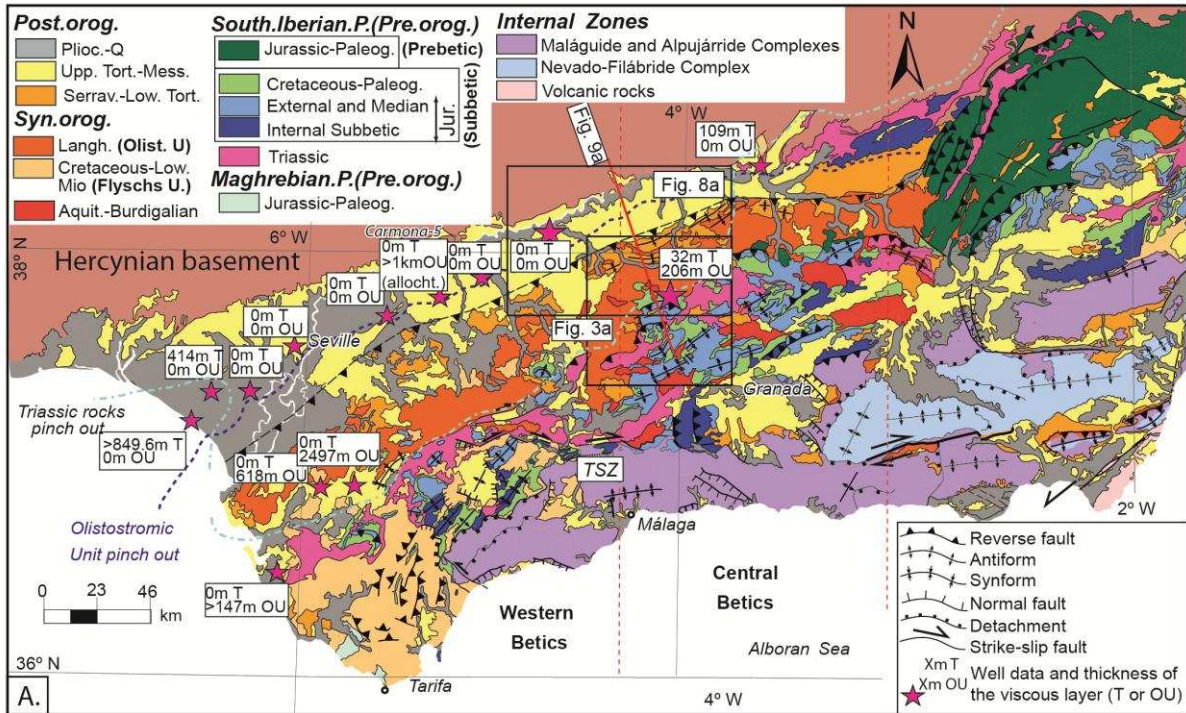 Post.orog.
Plioc.-Q
Upp. Tort.-Mess.
Serrav.-Low. Tort.
Syn.orog.
Langh. (Olist. U)
Cretaceous-Low.
Mio (Flyschs U.)
Aquit.-Burdigalian
South.Iberian.P.(Pre.orog.)
Jurassic-Paleog. (Prebetic)
Cretaceous-Paleog.
External and Median
Internal Subbetic
Jur.
(Subbetic)
Triassic
Maghrebian.P.(Pre.orog.)
Jurassic-Paleog.
Internal Zones
Maláguide and Alpujárride Complexes
Nevado-Filábride Complex
Volcanic rocks
N
4º W
109m T
0m OU
Fig. 9a
Fig. 8a
6º W
38º N
Hercynian basement
Carmona-5
0m T
>1kmOU
(allocht.)
0m T
0m OU
0m T
0m OU
32m T
206m OU
0m T
0m OU
0m T
0m OU
Seville
Fig. 3a
414m T
0m OU
0m T
0m OU
Granada
Triassic rocks
pinch out
>849.6m T
0m OU
0m T
618m OU
0m T
2497m OU
TSZ
Málaga
2º W
Olistostromic
Unit pinch out
0 23 46
km
0m T
>147m OU
Western
Betics
Central
Betics
Alboran Sea
36º N
Tarifa
4º W
A.
Reverse fault
Antiform
Synform
Normal fault
Detachment
Strike-slip fault
Xm T
Xm OU
Well data and thickness of
the viscous layer (T or OU)